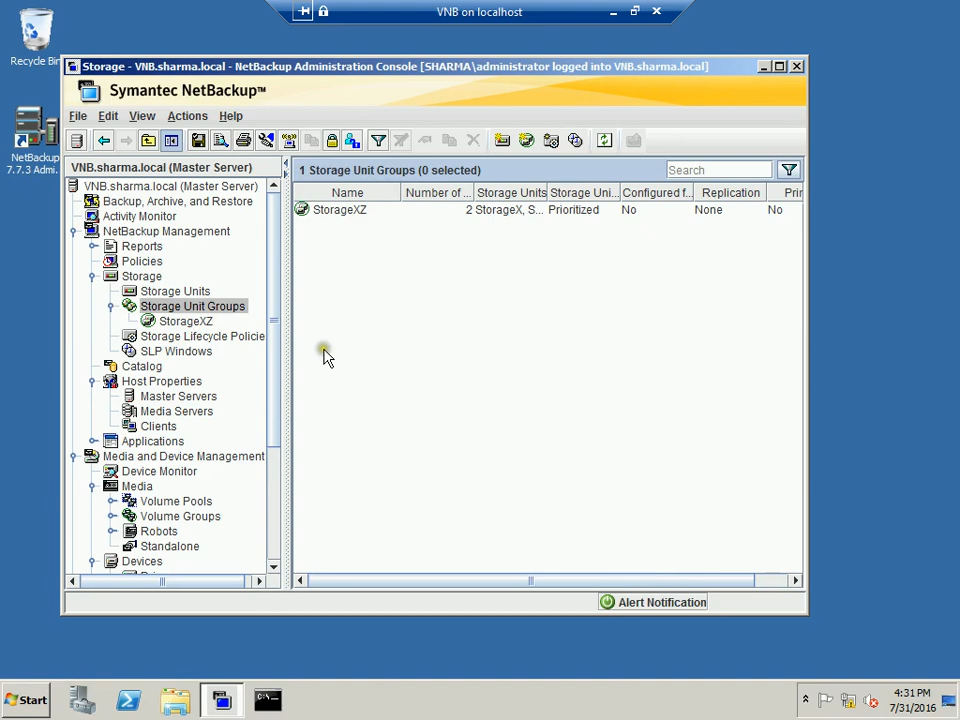 VNB on localhost
Recycle Bin
Storage - VNB.sharma.local - NetBackup Administration Console [SHARMA\administrator logged into VNB.sharma.local]
Symantec NetBackup™
File Edit View Actions Help
NetBackup
7.7.3 Admi...
VNB.sharma.local (Master Server)
1 Storage Unit Groups (0 selected)
Search
Name Number of ... Storage Units Storage Uni... Configured f... Replication Pri
StorageXZ 2 StorageX, S... Prioritized No None No
VNB.sharma.local (Master Server)
Backup, Archive, and Restore
Activity Monitor
NetBackup Management
Reports
Policies
Storage
Storage Units
Storage Unit Groups
StorageXZ
Storage Lifecycle Policie
SLP Windows
Catalog
Host Properties
Master Servers
Media Servers
Clients
Applications
Media and Device Management
Device Monitor
Media
Volume Pools
Volume Groups
Robots
Standalone
Devices
Alert Notification
Start
C:\.
4:31 PM
7/31/2016